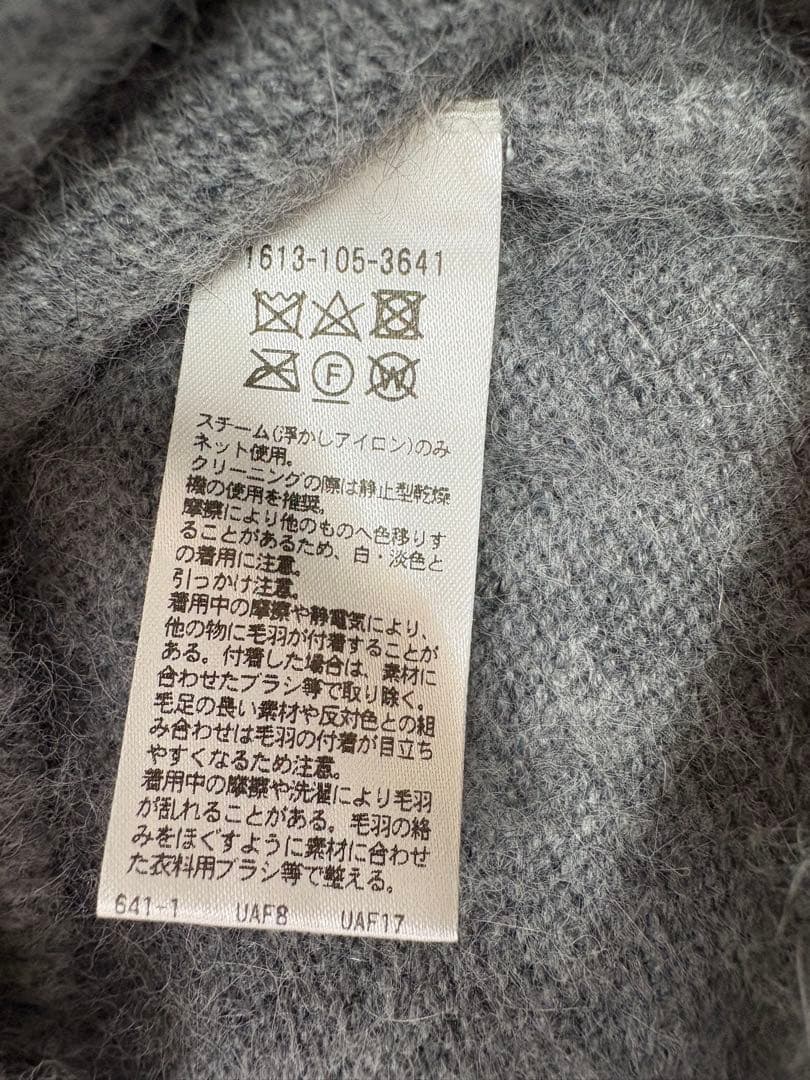 1613-105-3641
F W
スチーム(浮かしアイロン)のみ
ネット使用。
クリーニングの際は静止型乾燥
機の使用を推奨。
摩擦により他のものへ色移りす
ることがあるため、白・淡色と
の着用に注意。
引っかけ注意。
着用中の摩擦や静電気により、
他の物に毛羽が付着することが
ある。付着した場合は、素材に
合わせたブラシ等で取り除く。
毛足の長い素材や反対色との組
み合わせは毛羽の付着が目立ち
やすくなるため注意。
着用中の摩擦や洗濯により毛羽
が乱れることがある。毛羽の絡
みをほぐすように素材に合わせ
た衣料用ブラシ等で整える。
641-1 UAF8 UAF17